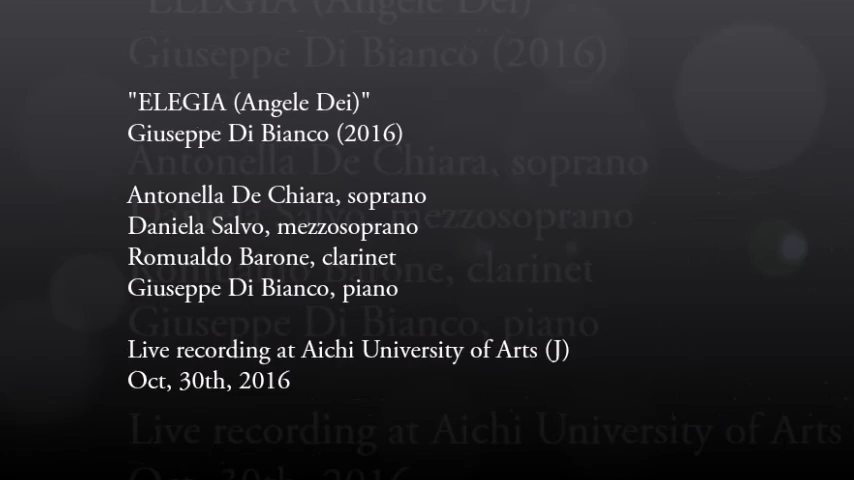 "ELEGIA (Angele Dei)"
Giuseppe Di Bianco (2016)
Antonella De Chiara, soprano
Daniela Salvo, mezzosoprano
Romualdo Barone, clarinet
Giuseppe Di Bianco, piano
Live recording at Aichi University of Arts (J)
Oct, 30th, 2016